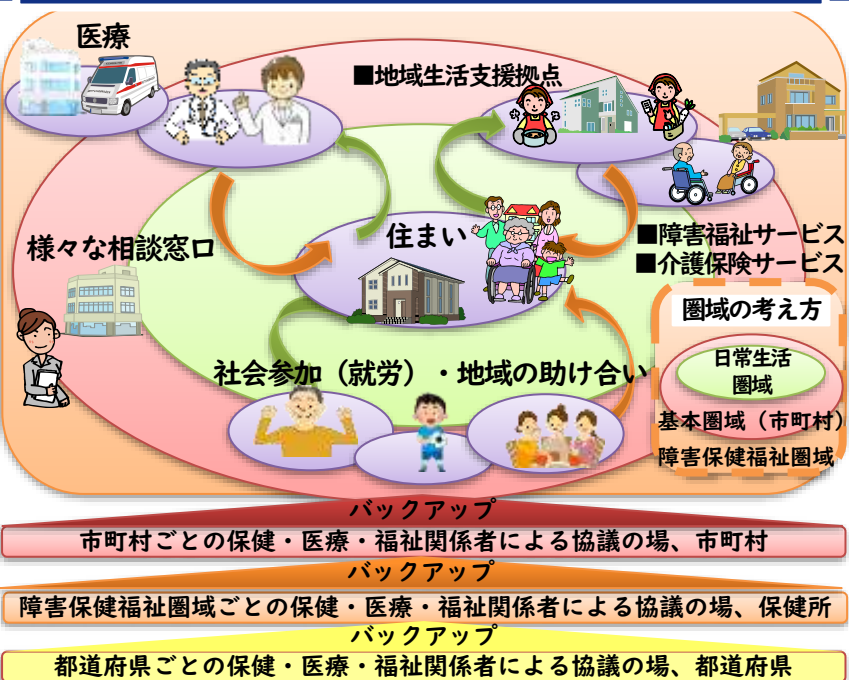 医療
■地域生活支援拠点
様々な相談窓口
住まい
■障害福祉サービス
■介護保険サービス
圏域の考え方
日常生活
圏域
基本圏域（市町村）
障害保健福祉圏域
社会参加（就労）・地域の助け合い
バックアップ
市町村ごとの保健・医療・福祉関係者による協議の場、市町村
バックアップ
障害保健福祉圏域ごとの保健・医療・福祉関係者による協議の場、保健所
バックアップ
都道府県ごとの保健・医療・福祉関係者による協議の場、都道府県